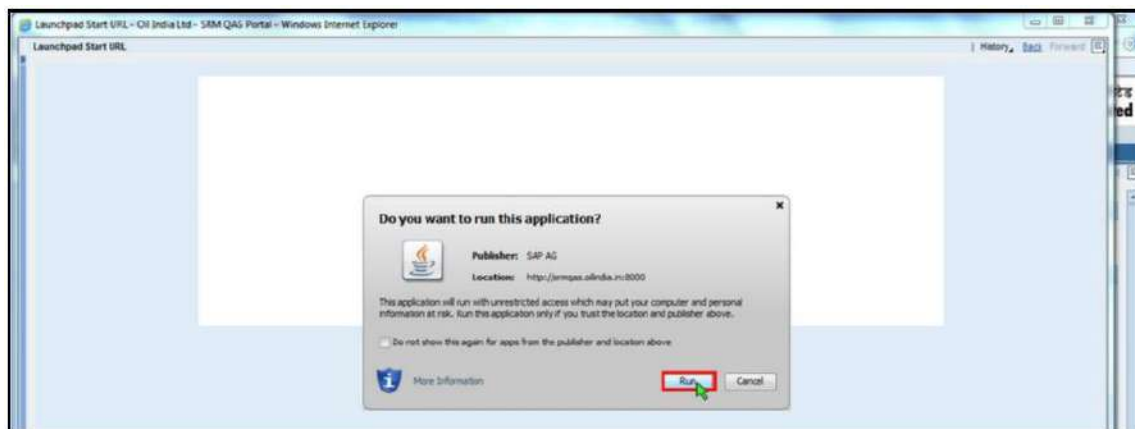 Launchpad Start URL - Oil India Ltd - SRM QAS Portal - Windows Internet Explorer
Launchpad Start URL | History Back Forward
टेड
ed
Do you want to run this application?
Publisher: SAP AG
Location: http://srmqas.oilindia.in:8000
This application will run with unrestricted access which may put your computer and personal
information at risk. Run this application only if you trust the location and publisher above.
Do not show this again for apps from the publisher and location above
More Information Run Cancel